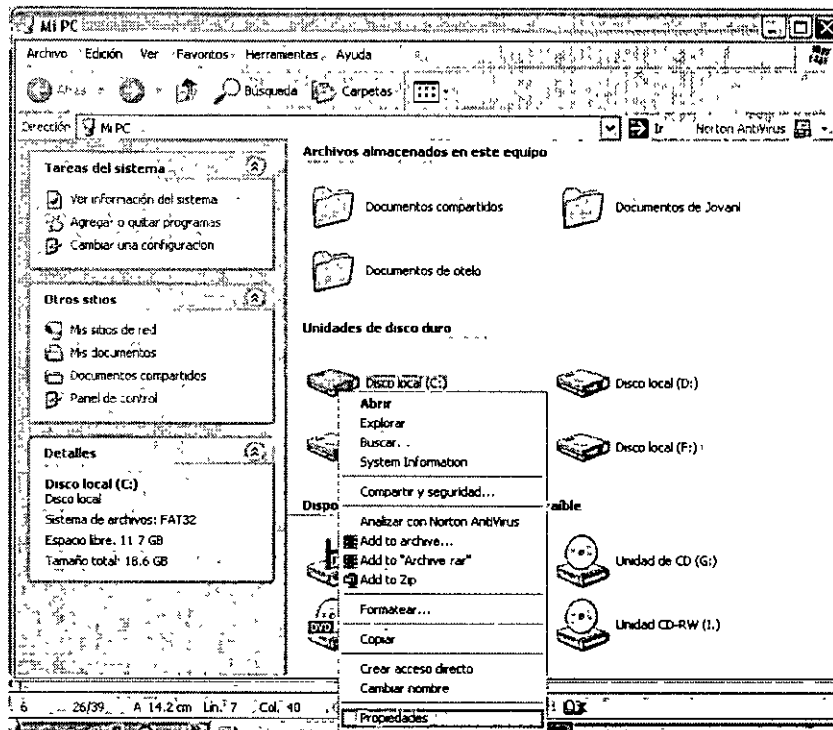 Mi PC
Archivo Edición Ver Favoritos Herramientas Ayuda
Atrás Búsqueda Carpetas
Dirección Mi PC Ir Norton AntiVirus
Tareas del sistema
Ver información del sistema
Agregar o quitar programas
Cambiar una configuración
Otros sitios
Mis sitios de red
Mis documentos
Documentos compartidos
Panel de control
Detalles
Disco local (C:)
Disco local
Sistema de archivos: FAT32
Espacio libre. 11 7 GB
Tamaño total: 18.6 GB
Archivos almacenados en este equipo
Documentos compartidos
Documentos de Jovani
Documentos de otelo
Unidades de disco duro
Disco local (C:)
Disco local (D:)
Disco local (F:)
Dispo
aíble
Unidad de CD (G:)
DVD
Unidad CD-RW (I:)
Abrir
Explorar
Buscar...
System Information
Compartir y seguridad...
Analizar con Norton AntiVirus
Add to archive...
Add to "Archive rar"
Add to Zip
Formatear...
Copiar
Crear acceso directo
Cambiar nombre
Propiedades
6 26/39 A 14.2 cm Lín. 7 Col. 40